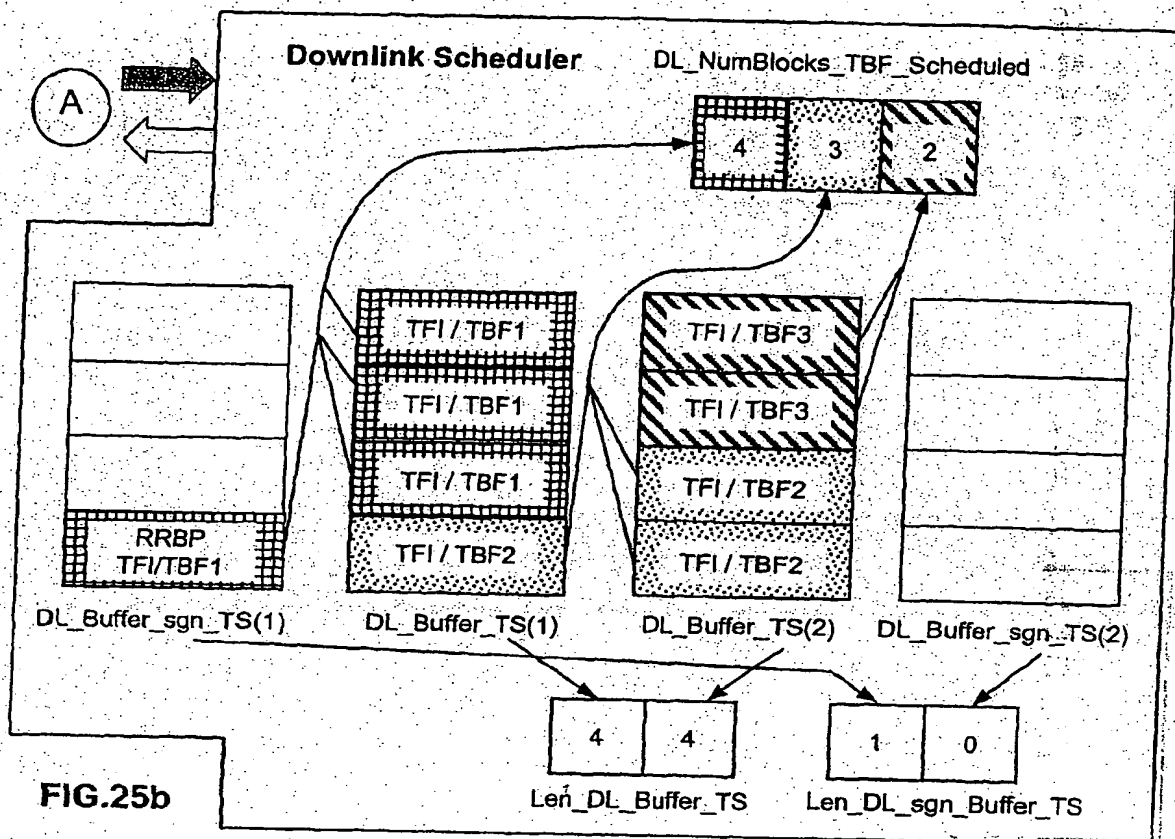 Downlink Scheduler
DL_NumBlocks_TBF_Scheduled
A
4 3 2
TFI / TBF1
TFI / TBF1
TFI / TBF1
TFI / TBF2
TFI / TBF3
TFI / TBF3
TFI / TBF2
TFI / TBF2
RRBP
TFI/TBF1
DL_Buffer_sgn_TS(1)
DL_Buffer_TS(1)
DL_Buffer_TS(2)
DL_Buffer_sgn_TS(2)
4 4
1 0
Len_DL_Buffer_TS
Len_DL_sgn_Buffer_TS
FIG.25b